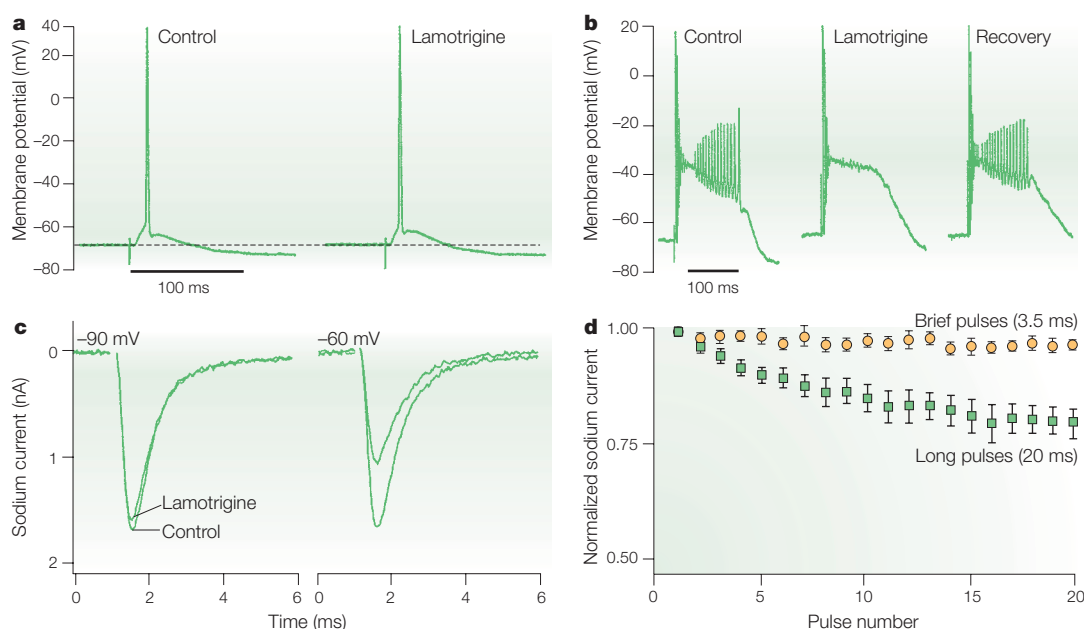 a
Membrane potential (mV)
40
20
0
–20
–40
–60
–80
Control
Lamotrigine
100 ms
b
Membrane potential (mV)
20
0
–20
–40
–60
–80
Control
Lamotrigine
Recovery
100 ms
c
Sodium current (nA)
0
1
2
–90 mV
–60 mV
Lamotrigine
Control
0
2
4
6
0
2
4
6
Time (ms)
d
Normalized sodium current
1.00
0.75
0.50
Brief pulses (3.5 ms)
Long pulses (20 ms)
0
5
10
15
20
Pulse number